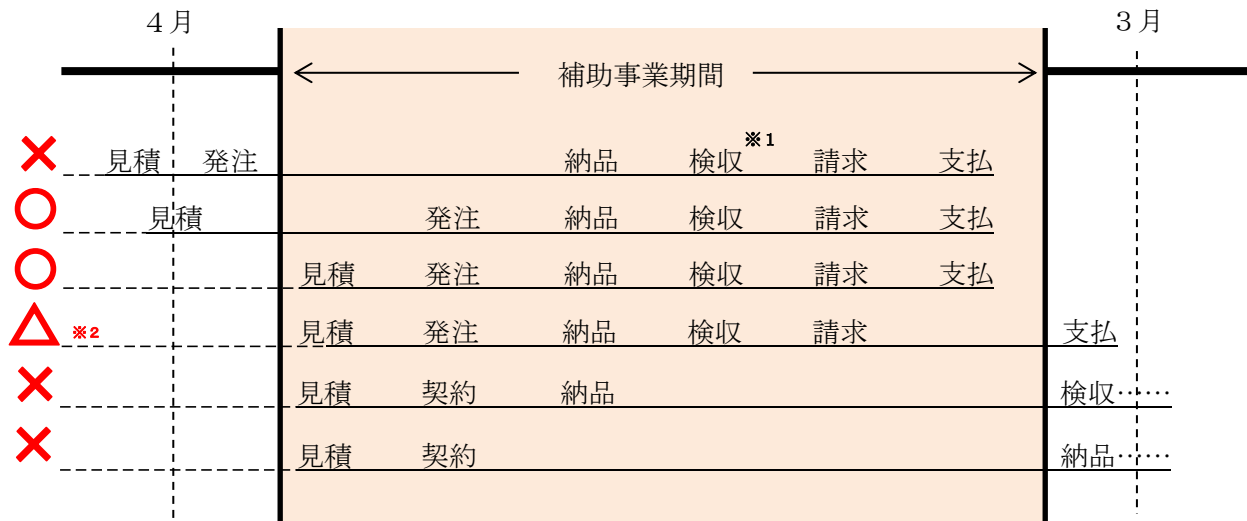 ４月 ３月
補助事業期間
見積 発注 納品 検収※１ 請求 支払
見積 発注 納品 検収 請求 支払
見積 発注 納品 検収 請求 支払
※２ 見積 発注 納品 検収 請求 支払
見積 契約 納品 検収……
見積 契約 納品……